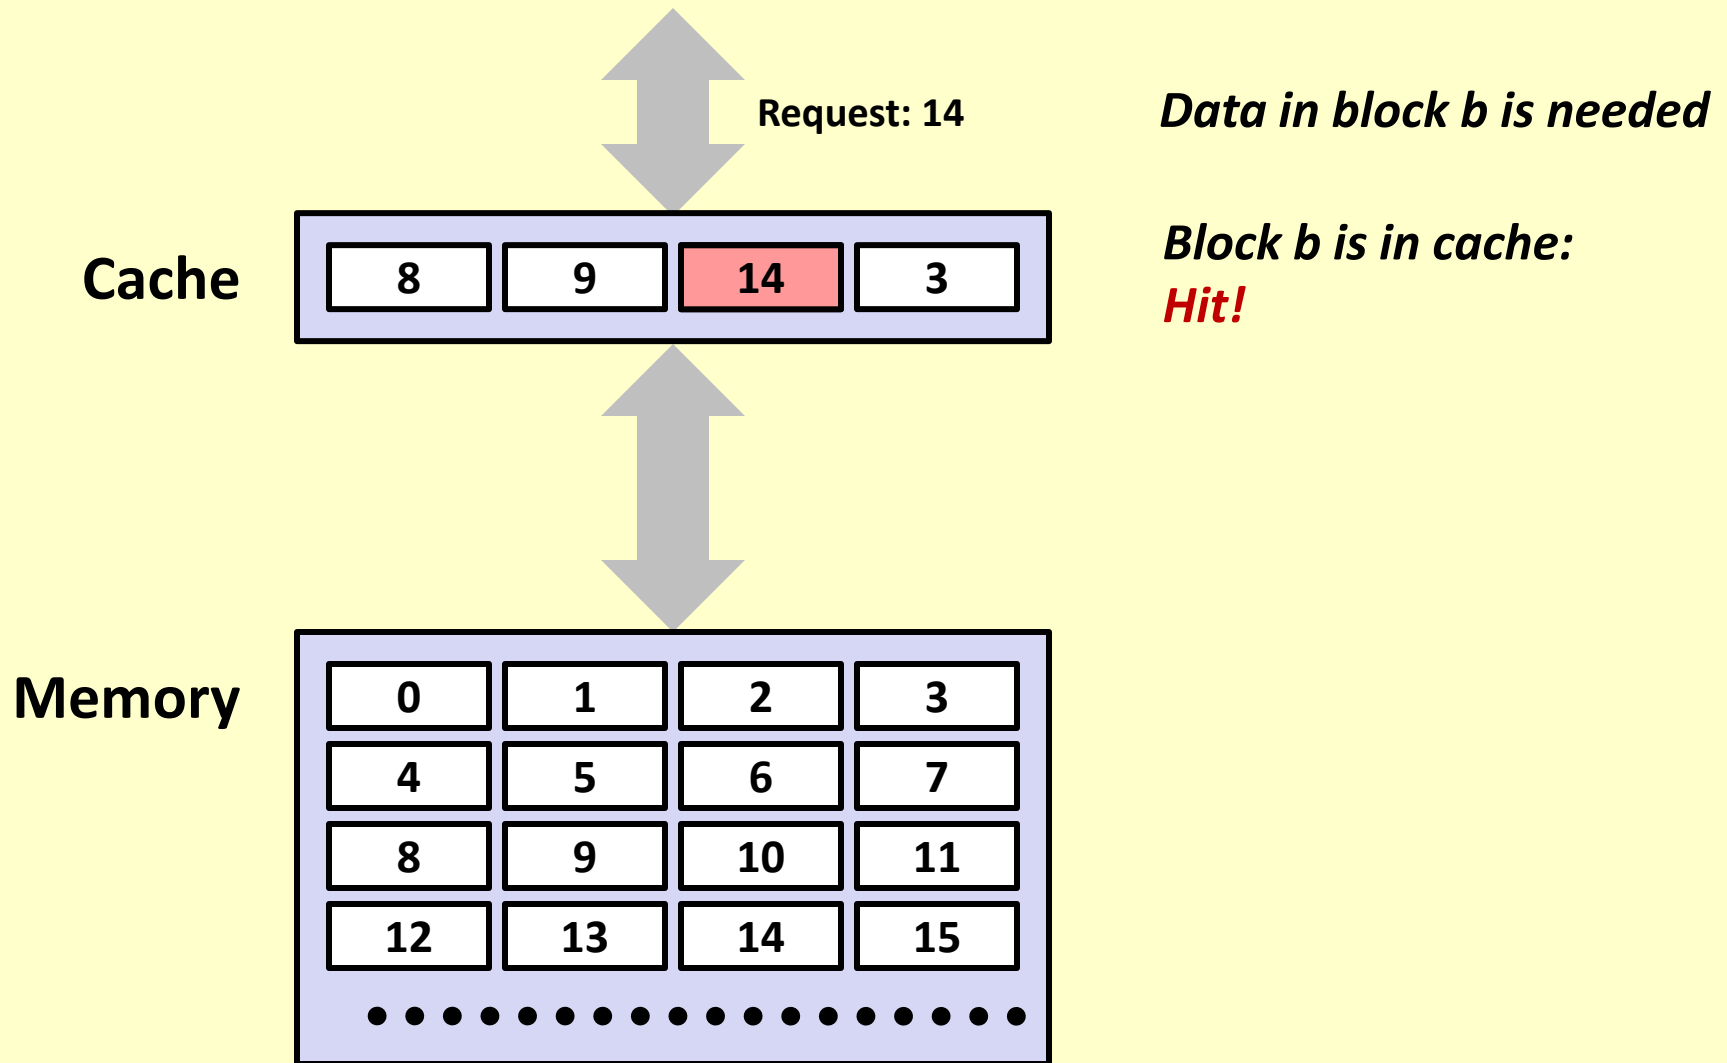 Request: 14
Data in block b is needed
Cache
8 9 14 3
Block b is in cache:
Hit!
Memory
0 1 2 3
4 5 6 7
8 9 10 11
12 13 14 15